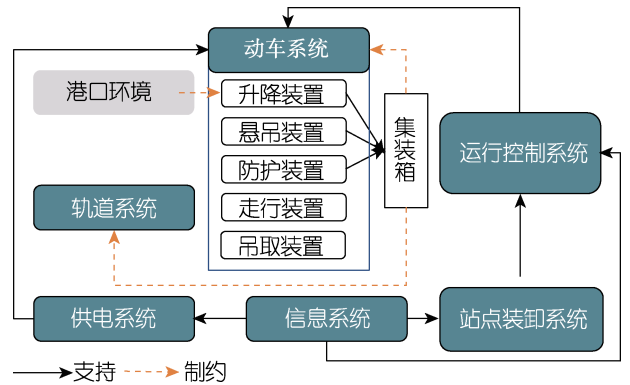 动车系统
港口环境
升降装置
悬吊装置
防护装置
走行装置
吊取装置
集装箱
运行控制系统
轨道系统
供电系统
信息系统
站点装卸系统
支持
制约